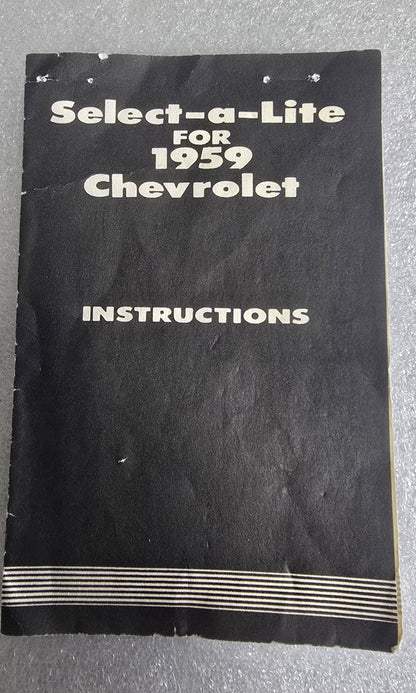 Select-a-Lite
FOR
1959
Chevrolet
INSTRUCTIONS